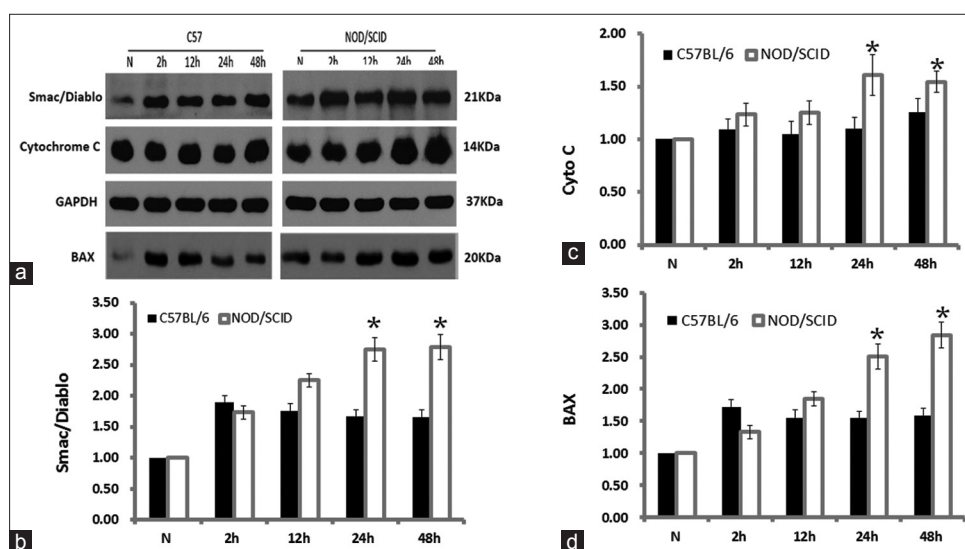 C57 NOD/SCID
N 2h 12h 24h 48h N 2h 12h 24h 48h
Smac/Diablo 21KDa
Cytochrome C 14KDa
GAPDH 37KDa
BAX 20KDa
a
2.00
1.50
1.00
0.50
0.00
Cyto C
C57BL/6 NOD/SCID
* *
N 2h 12h 24h 48h
c
3.50
3.00
2.50
2.00
1.50
1.00
0.50
0.00
Smac/Diablo
C57BL/6 NOD/SCID
* *
N 2h 12h 24h 48h
b
3.50
3.00
2.50
2.00
1.50
1.00
0.50
0.00
BAX
C57BL/6 NOD/SCID
* *
N 2h 12h 24h 48h
d